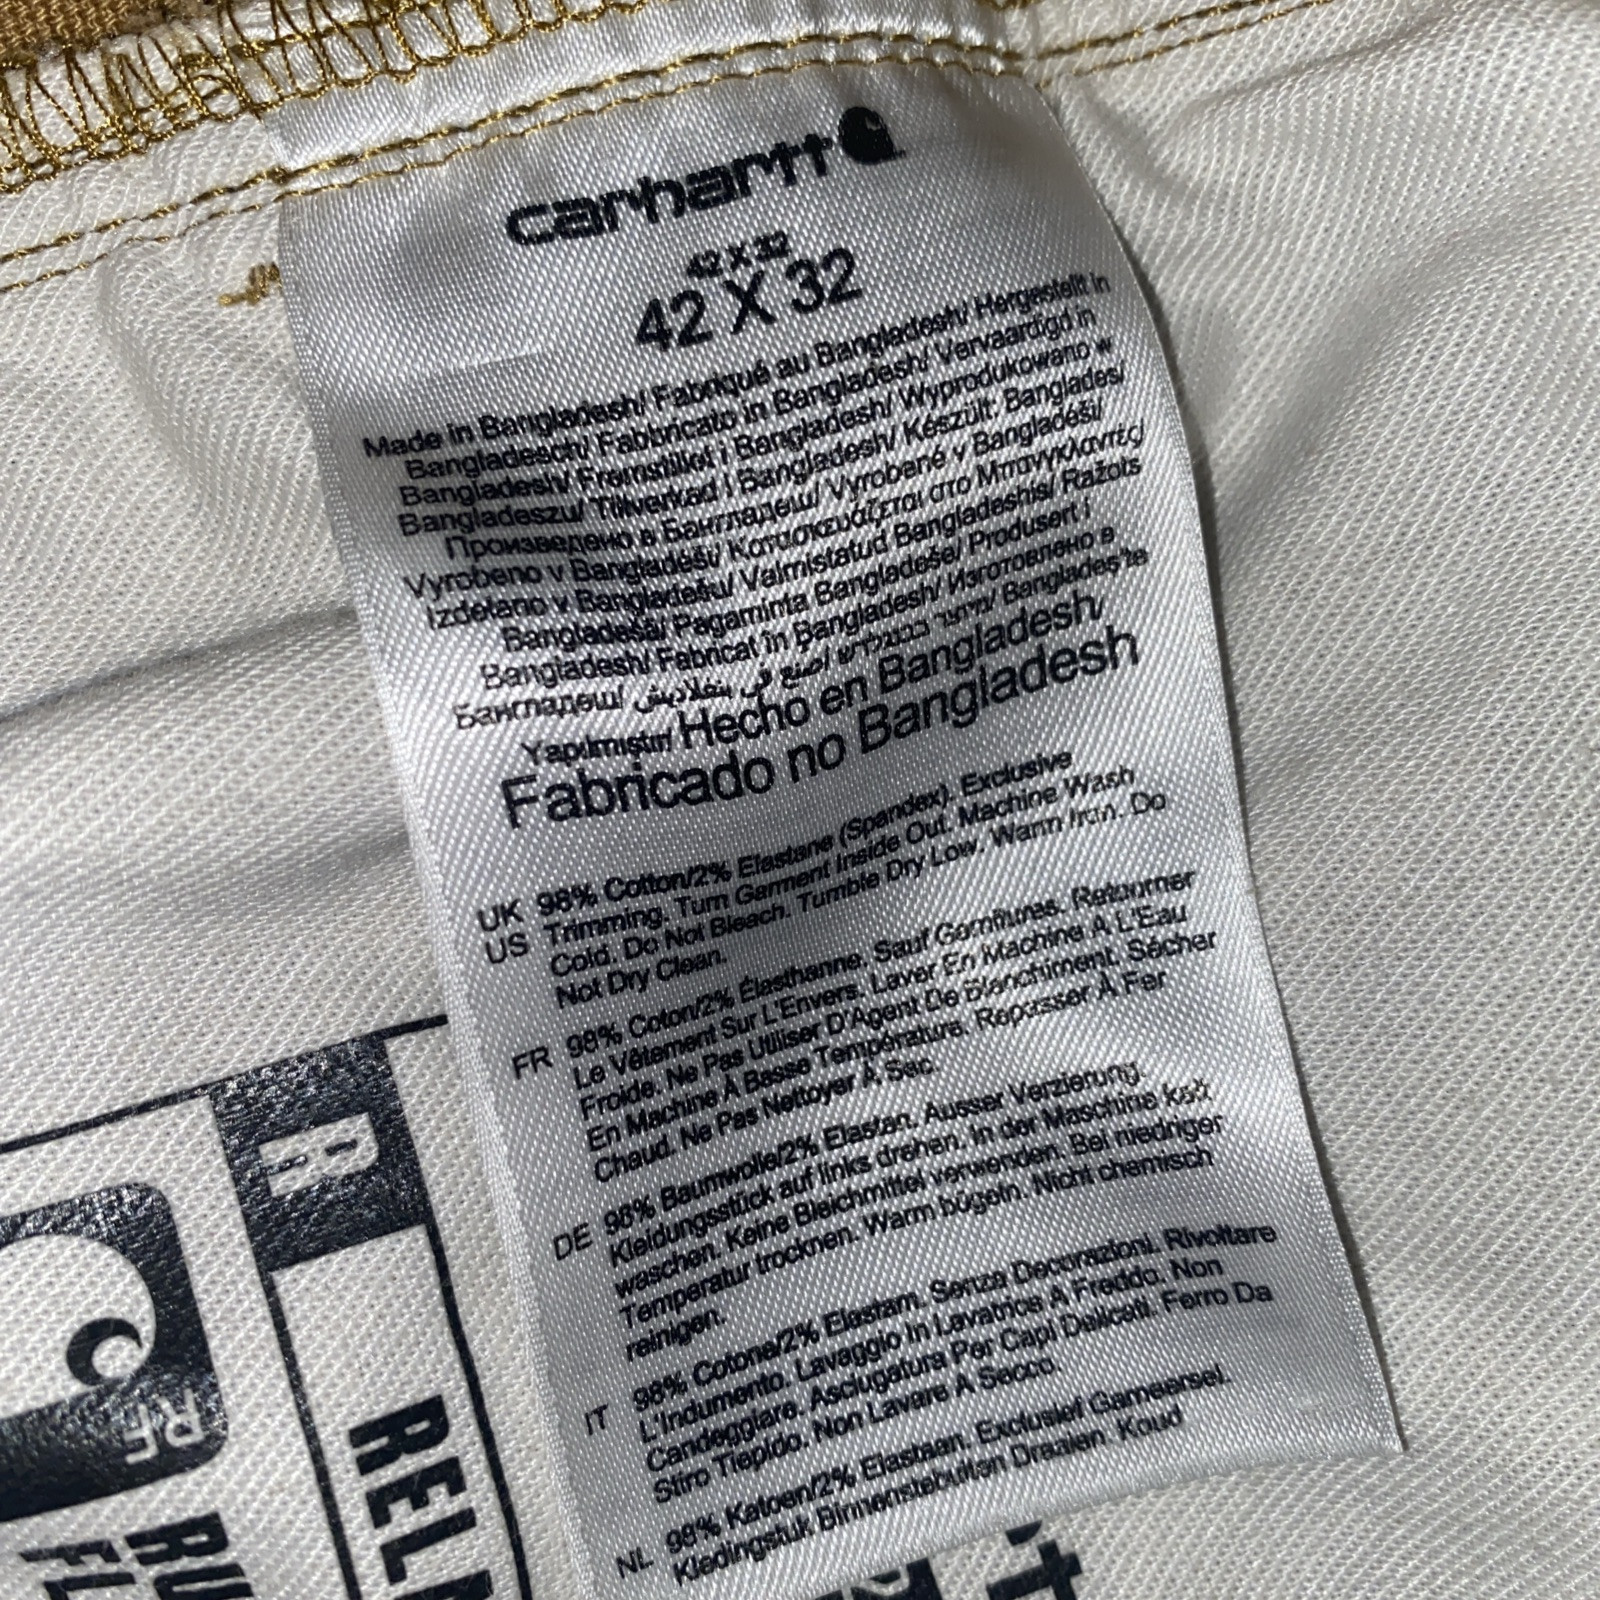 carhartt
42 X 32
42 X 32
Made in Bangladesh/ Fabriqué au Bangladesh/ Hergestellt in
Bangladesch/ Fabbricato in Bangladesh/ Vervaardigd in
Bangladesh/ Fremstillet i Bangladesh/ Wyprodukowano w
Bangladeszu/ Tillverkad i Bangladesh/ Készült: Banglades/
Произведено в Бангладеш/ Vyrobené v Bangladéši/
Vyrobeno v Bangladéši/ Κατασκευάζεται στο Μπανγκλαντές/
Izdelano v Bangladešu/ Valmistatud Bangladeshis/ Ražots
Bangladešā/ Pagaminta Bangladeše/ Produsert i
Bangladesh/ Fabricat în Bangladesh/ Изготовлено в
Бангладеш/ صنع في بنغلاديش/ מיוצר בבנגלדש/ Bangladeş'te
Yapılmıştır/ Hecho en Bangladesh/
Fabricado no Bangladesh
UK 98% Cotton/2% Elastane (Spandex). Exclusive
US Trimming. Turn Garment Inside Out. Machine Wash
Cold. Do Not Bleach. Tumble Dry Low. Warm Iron. Do
Not Dry Clean.
FR 98% Coton/2% Élasthanne. Sauf Garnitures. Retourner
Le Vêtement Sur L'Envers. Laver En Machine À L'Eau
Froide. Ne Pas Utiliser D'Agent De Blanchiment. Sécher
En Machine À Basse Température. Repasser À Fer
Chaud. Ne Pas Nettoyer À Sec.
DE 98% Baumwolle/2% Elastan. Ausser Verzierung.
Kleidungsstück auf links drehen. In der Maschine kalt
waschen. Keine Bleichmittel verwenden. Bei niedriger
Temperatur trocknen. Warm bügeln. Nicht chemisch
reinigen.
IT 98% Cotone/2% Elastam. Senza Decorazioni. Rivoltare
L'Indumento. Lavaggio In Lavatrice A Freddo. Non
Candeggiare. Asciugatura Per Capi Delicati. Ferro Da
Stiro Tiepido. Non Lavare A Secco.
NL 98% Katoen/2% Elastaan. Exclusief Garneersel.
Kledingstuk Binnenstebuiten Draaien. Koud
R
RF